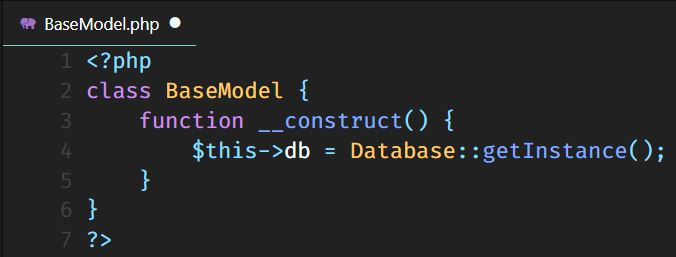 BaseModel.php
1 <?php
2 class BaseModel {
3     function __construct() {
4         $this->db = Database::getInstance();
5     }
6 }
7 ?>